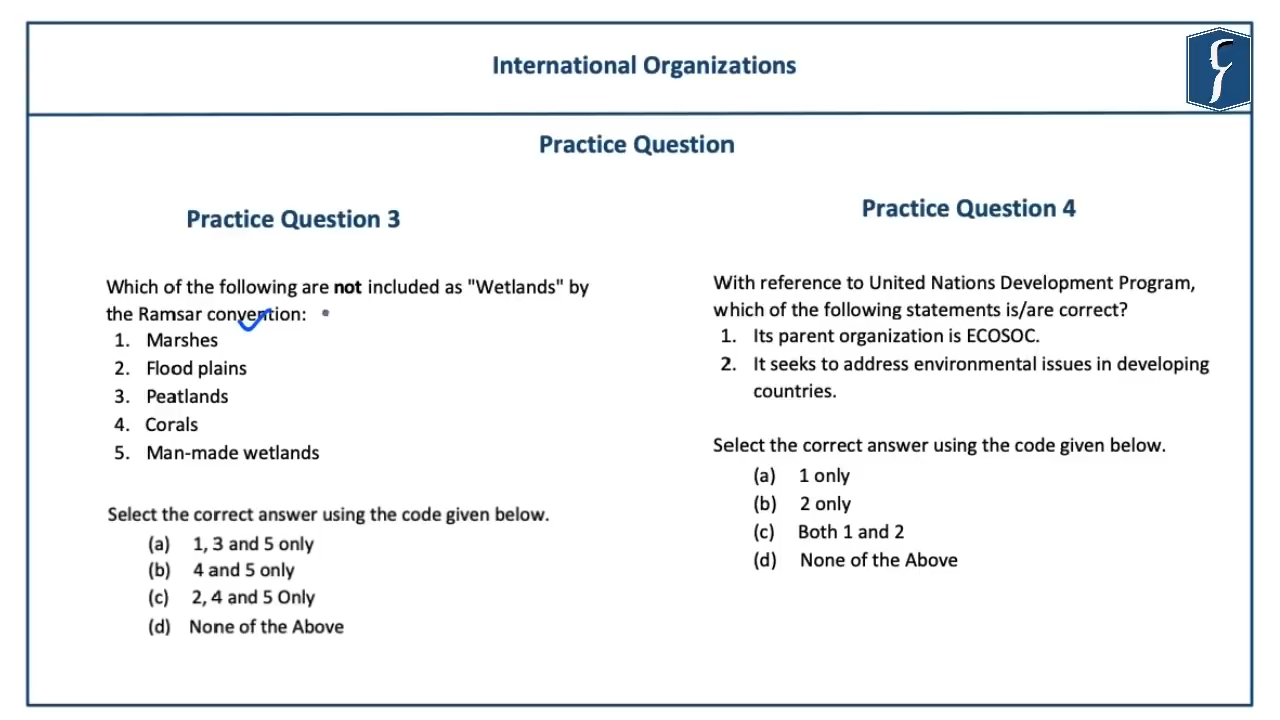 International Organizations
Practice Question
Practice Question 3
Which of the following are not included as "Wetlands" by
the Ramsar convention:
1. Marshes
2. Flood plains
3. Peatlands
4. Corals
5. Man-made wetlands
Select the correct answer using the code given below.
(a) 1, 3 and 5 only
(b) 4 and 5 only
(c) 2, 4 and 5 Only
(d) None of the Above
Practice Question 4
With reference to United Nations Development Program,
which of the following statements is/are correct?
1. Its parent organization is ECOSOC.
2. It seeks to address environmental issues in developing
countries.
Select the correct answer using the code given below.
(a) 1 only
(b) 2 only
(c) Both 1 and 2
(d) None of the Above